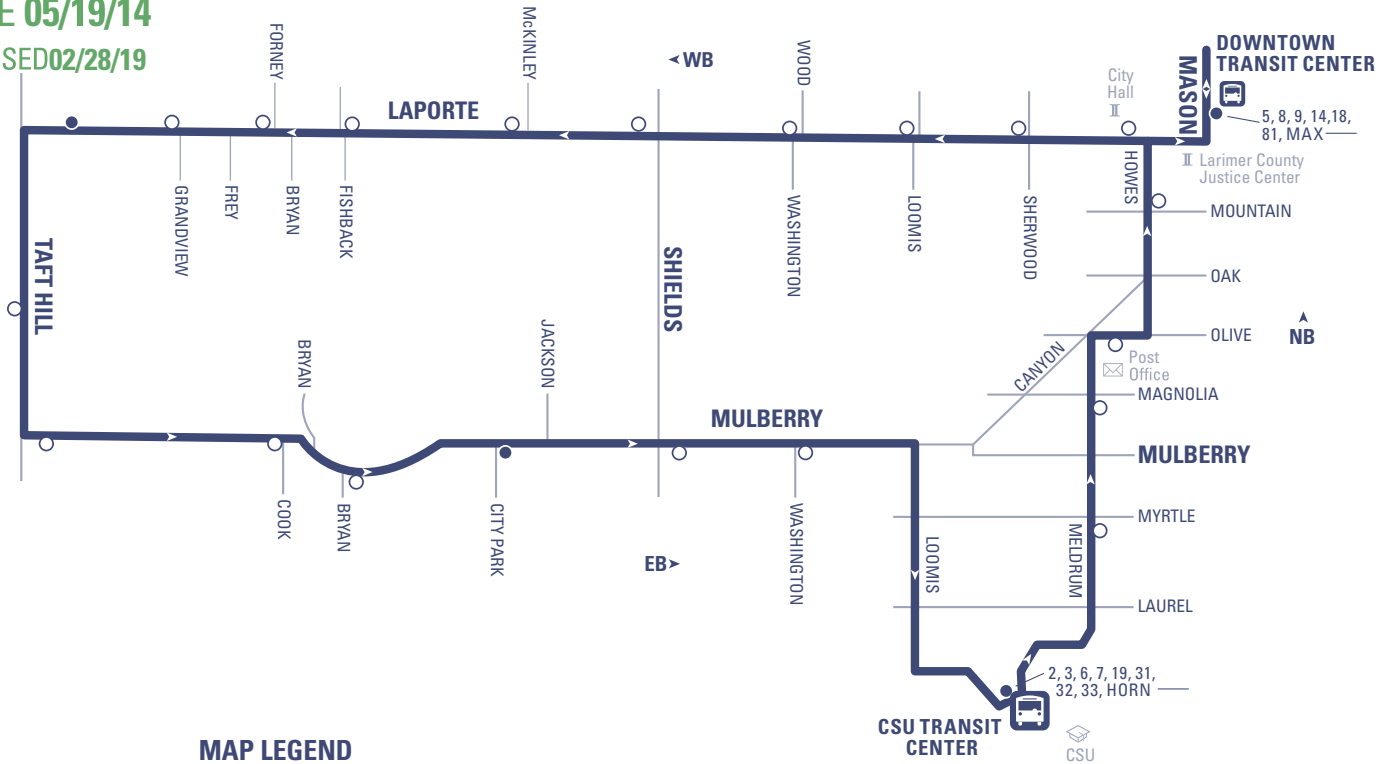 E 05/19/14
SED02/28/19
FORNEY
McKINLEY
LAPORTE
WB
WOOD
City
Hall
MASON
DOWNTOWN
TRANSIT CENTER
5, 8, 9, 14,18,
81, MAX
Larimer County
Justice Center
HOWES
MOUNTAIN
GRANDVIEW
FREY
BRYAN
FISHBACK
WASHINGTON
LOOMIS
SHERWOOD
TAFT HILL
SHIELDS
OAK
OLIVE
NB
CANYON
Post
Office
MAGNOLIA
BRYAN
JACKSON
MULBERRY
MULBERRY
COOK
BRYAN
CITY PARK
WASHINGTON
EB
LOOMIS
MELDRUM
MYRTLE
LAUREL
2, 3, 6, 7, 19, 31,
32, 33, HORN
CSU TRANSIT
CENTER
CSU
MAP LEGEND